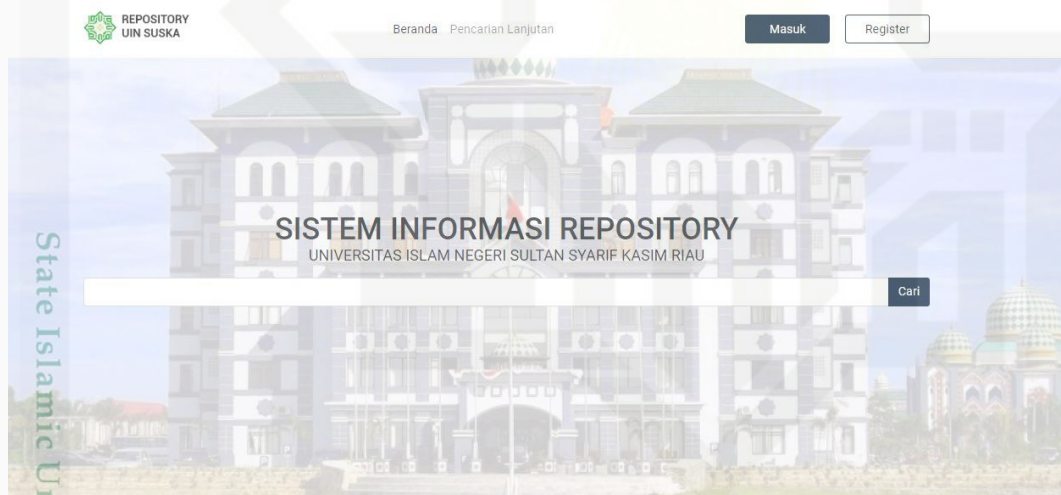 REPOSITORY
UIN SUSKA
Beranda Pencarian Lanjutan
Masuk
Register
SISTEM INFORMASI REPOSITORY
UNIVERSITAS ISLAM NEGERI SULTAN SYARIF KASIM RIAU
Cari
State Islamic